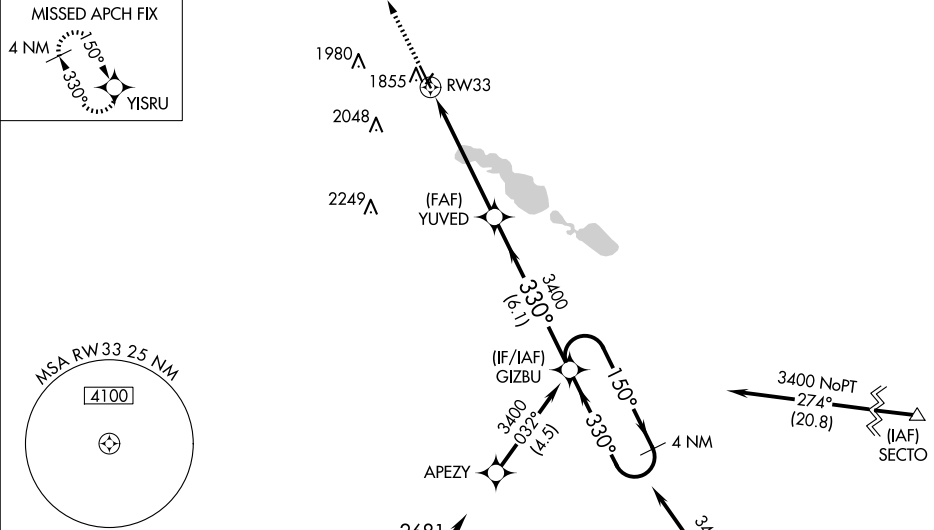 MISSED APCH FIX
4 NM
150°
330°
YISRU
1980
1855
RW33
2048
2249
(FAF)
YUVED
3400
330°
(6.1)
(IF/IAF)
GIZBU
150°
330°
4 NM
MSA RW33 25 NM
4100
3400 NoPT
274°
(20.8)
(IAF)
SECTO
3400
032°
(4.5)
APEZY